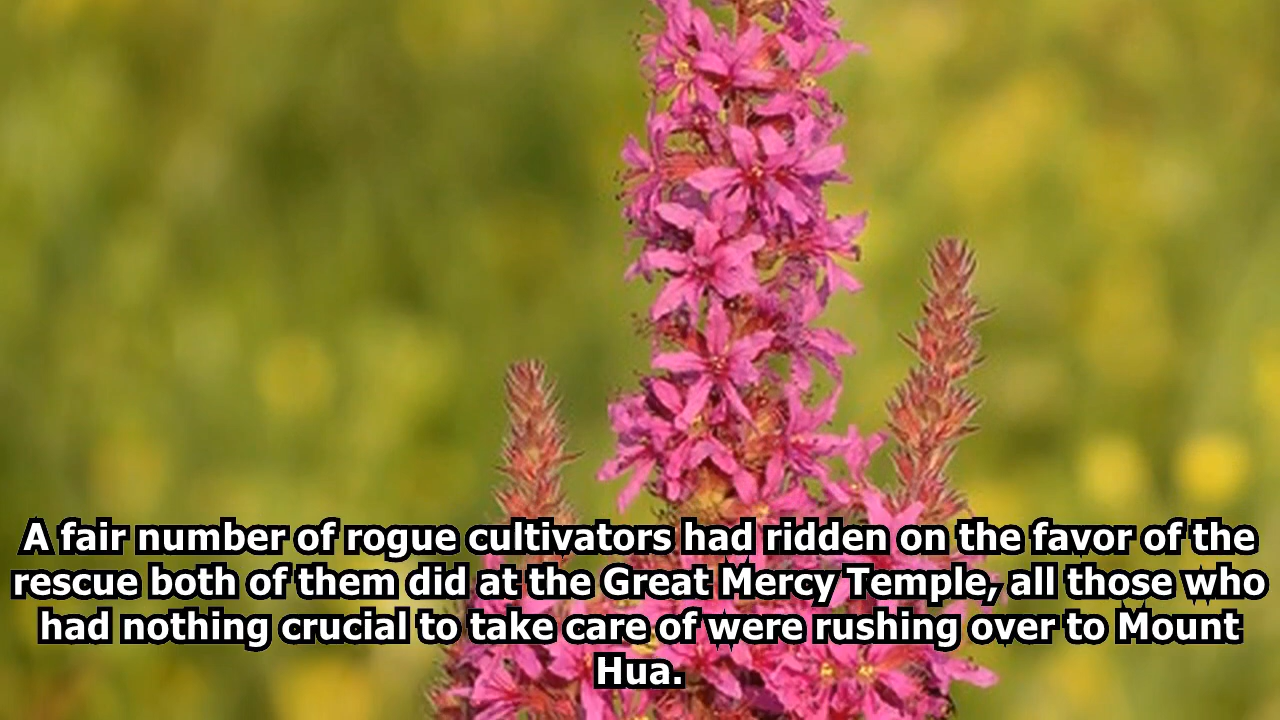 A fair number of rogue cultivators had ridden on the favor of the
rescue both of them did at the Great Mercy Temple, all those who
had nothing crucial to take care of were rushing over to Mount
Hua.